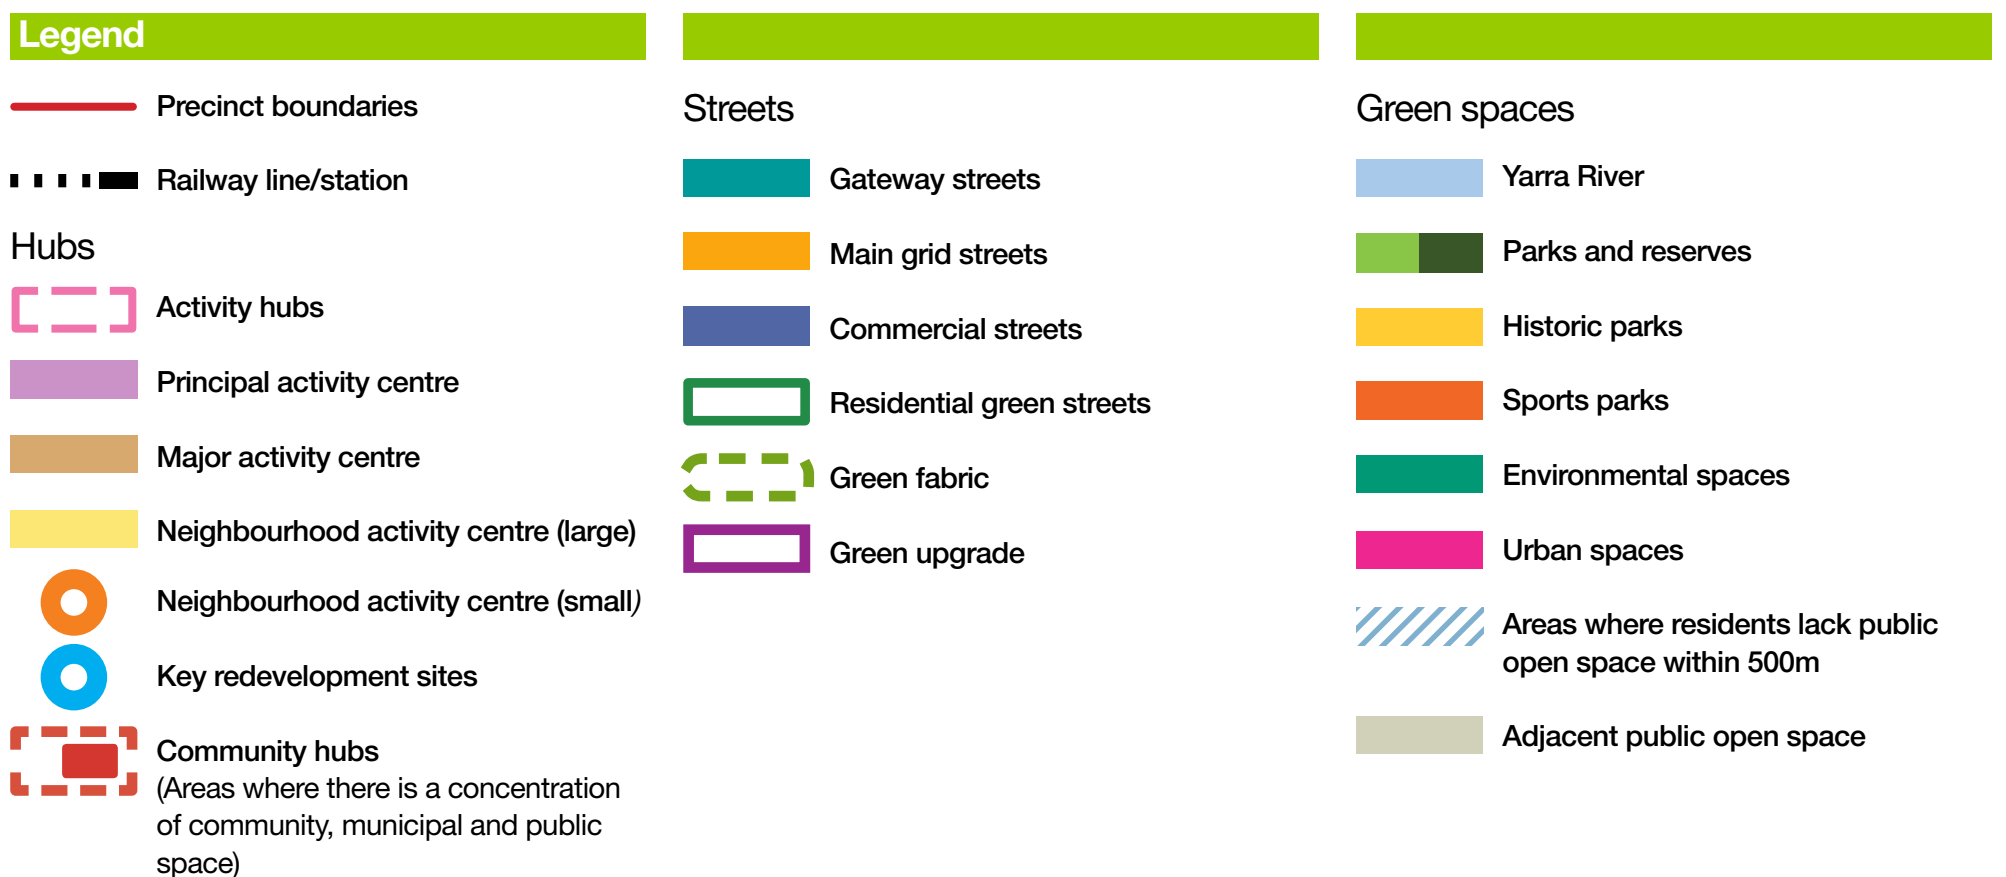 Legend
Precinct boundaries
Railway line/station
Hubs
Activity hubs
Principal activity centre
Major activity centre
Neighbourhood activity centre (large)
Neighbourhood activity centre (small)
Key redevelopment sites
Community hubs
(Areas where there is a concentration
of community, municipal and public
space)
Streets
Gateway streets
Main grid streets
Commercial streets
Residential green streets
Green fabric
Green upgrade
Green spaces
Yarra River
Parks and reserves
Historic parks
Sports parks
Environmental spaces
Urban spaces
Areas where residents lack public
open space within 500m
Adjacent public open space